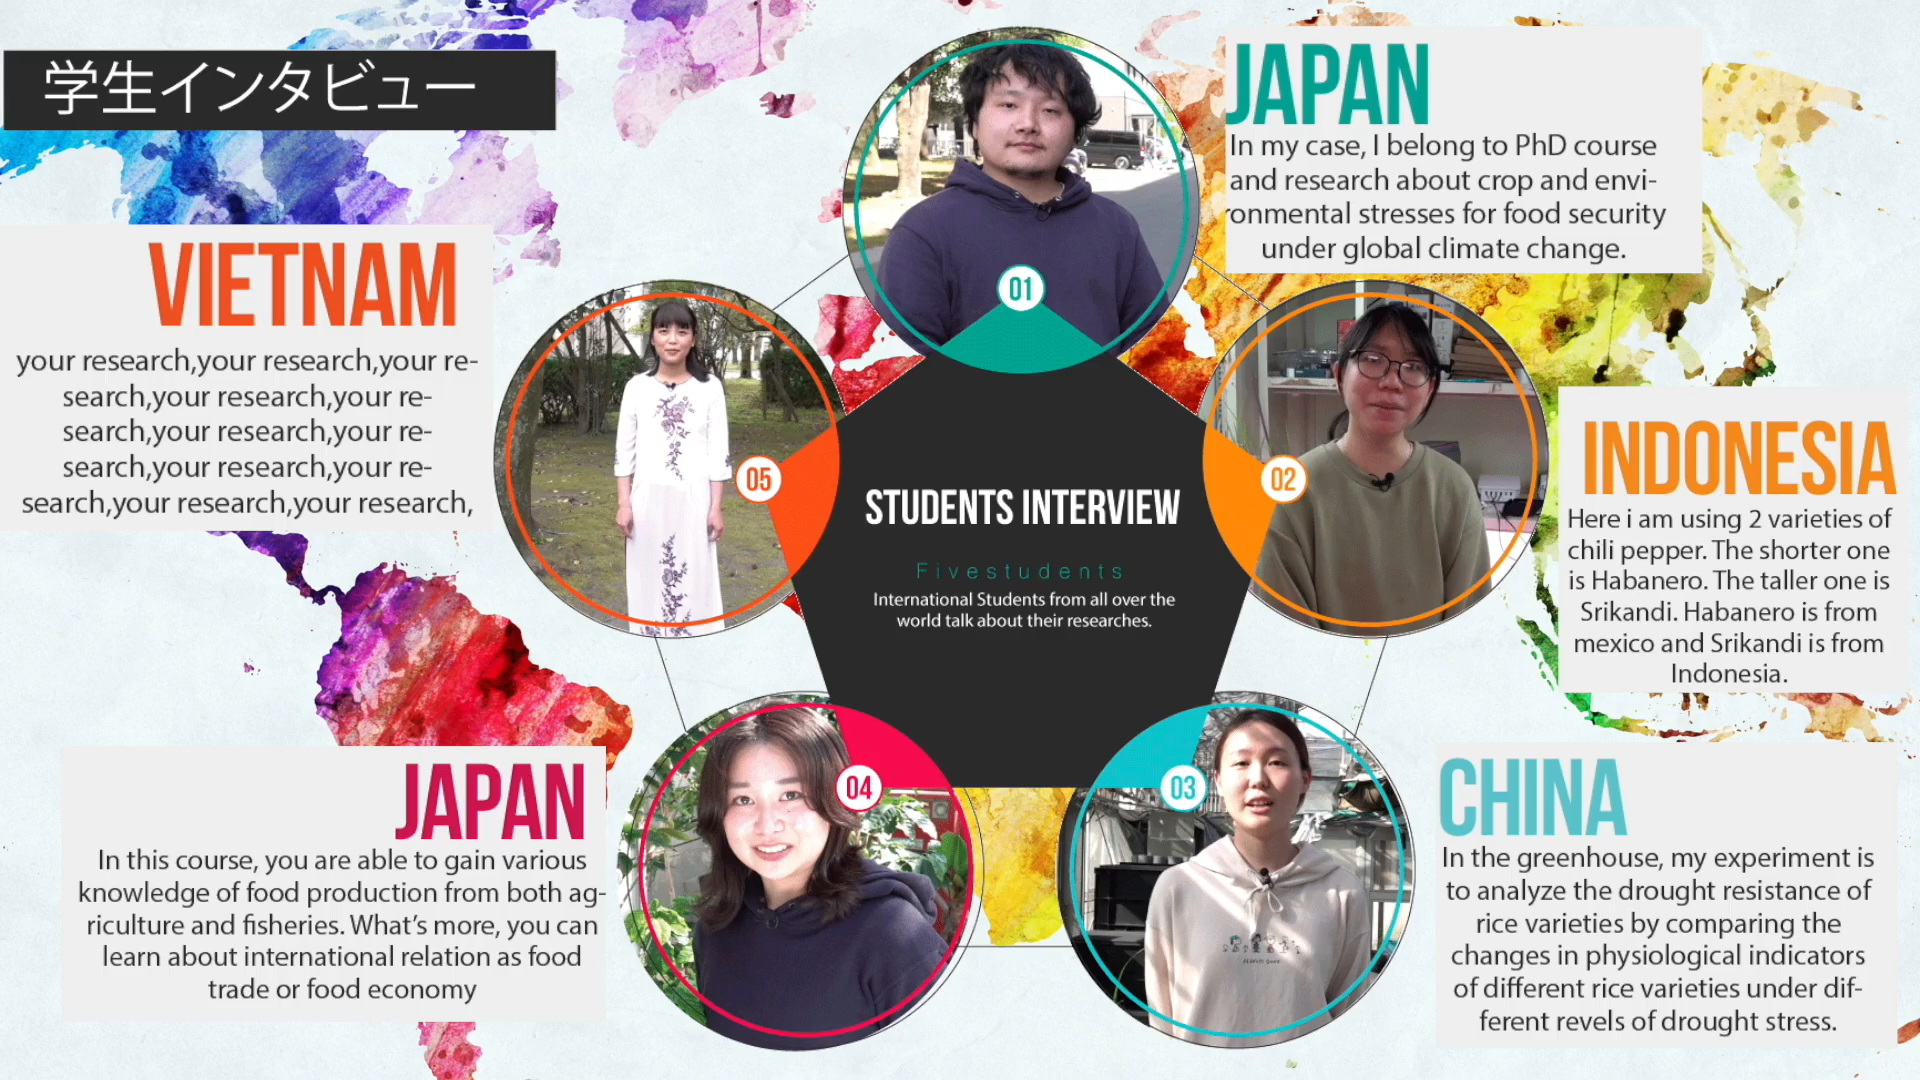 学生インタビュー
JAPAN
In my case, I belong to PhD course
and research about crop and envi-
ronmental stresses for food security
under global climate change.
01
VIETNAM
your research,your research,your re-
search,your research,your re-
search,your research,your re-
search,your research,your re-
search,your research,your research,
05
02
INDONESIA
Here i am using 2 varieties of
chili pepper. The shorter one
is Habanero. The taller one is
Srikandi. Habanero is from
mexico and Srikandi is from
Indonesia.
STUDENTS INTERVIEW
Fivestudents
International Students from all over the
world talk about their researches.
JAPAN
In this course, you are able to gain various
knowledge of food production from both ag-
riculture and fisheries. What's more, you can
learn about international relation as food
trade or food economy
04
03
CHINA
In the greenhouse, my experiment is
to analyze the drought resistance of
rice varieties by comparing the
changes in physiological indicators
of different rice varieties under dif-
ferent revels of drought stress.